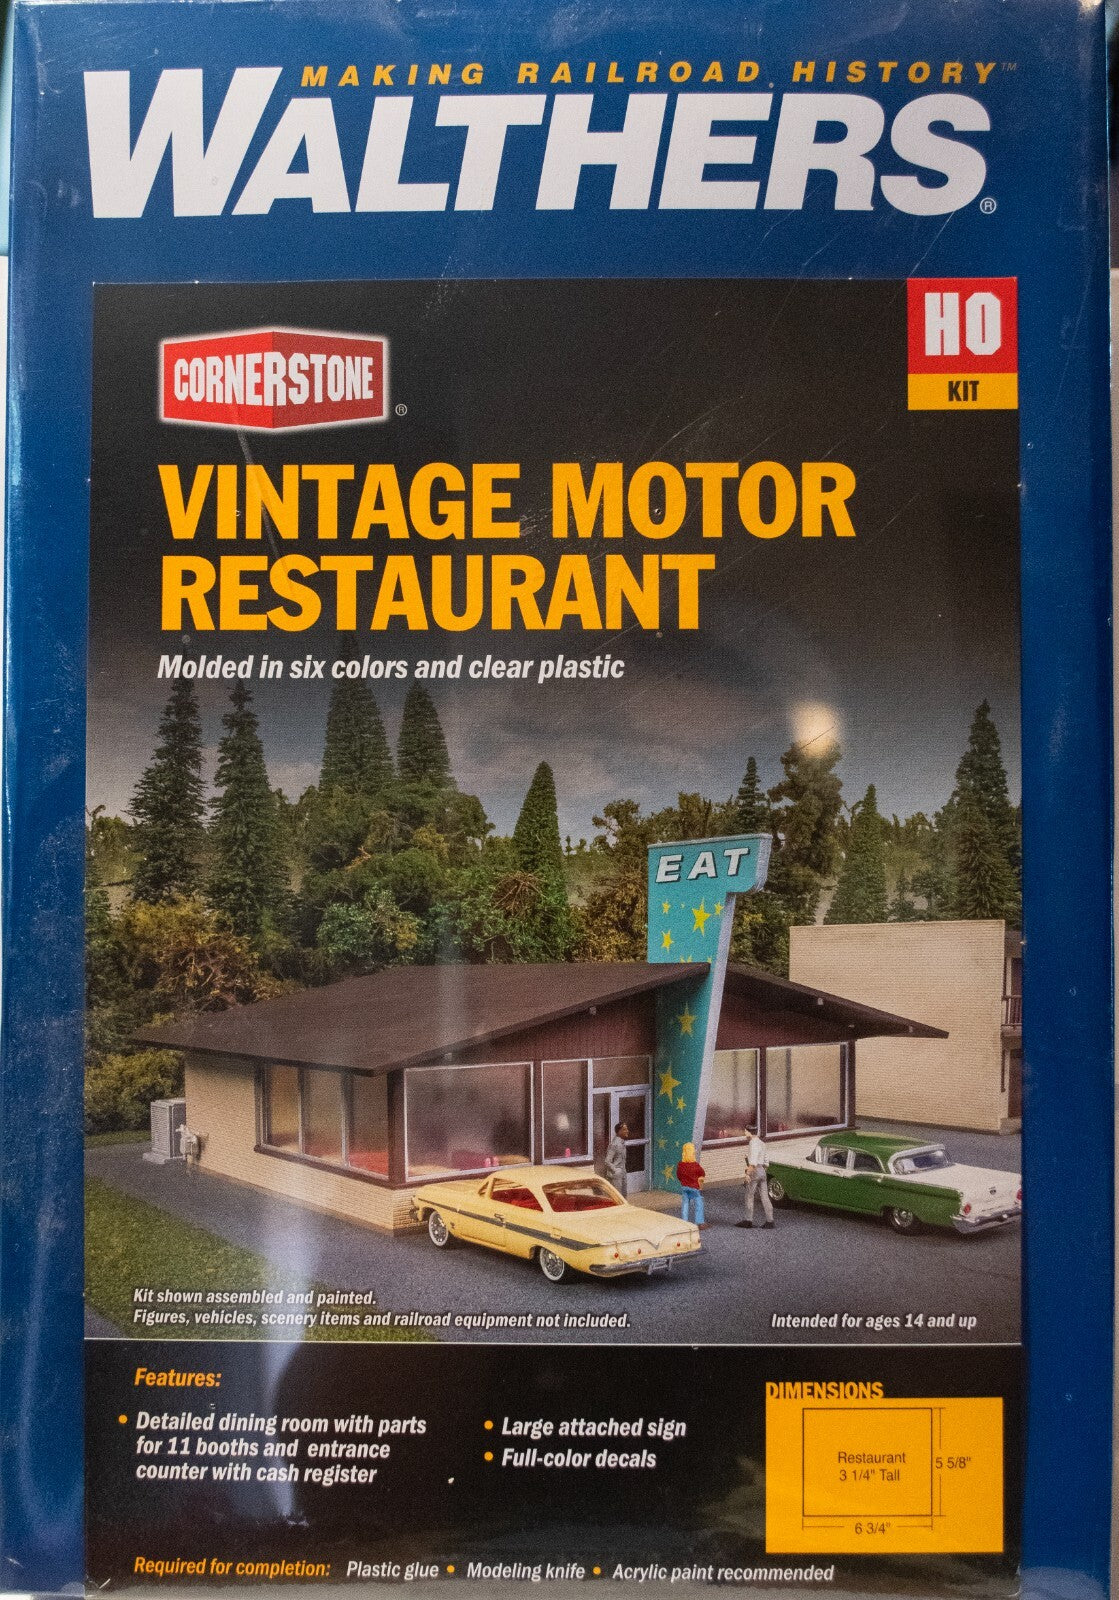 MAKING RAILROAD HISTORY™
WALTHERS®
HO
KIT
CORNERSTONE®
VINTAGE MOTOR
RESTAURANT
Molded in six colors and clear plastic
EAT
Kit shown assembled and painted.
Figures, vehicles, scenery items and railroad equipment not included.
Intended for ages 14 and up
Features:
• Detailed dining room with parts
for 11 booths and entrance
counter with cash register
• Large attached sign
• Full-color decals
DIMENSIONS
Restaurant
3 1/4" Tall
5 5/8"
6 3/4"
Required for completion: Plastic glue • Modeling knife • Acrylic paint recommended